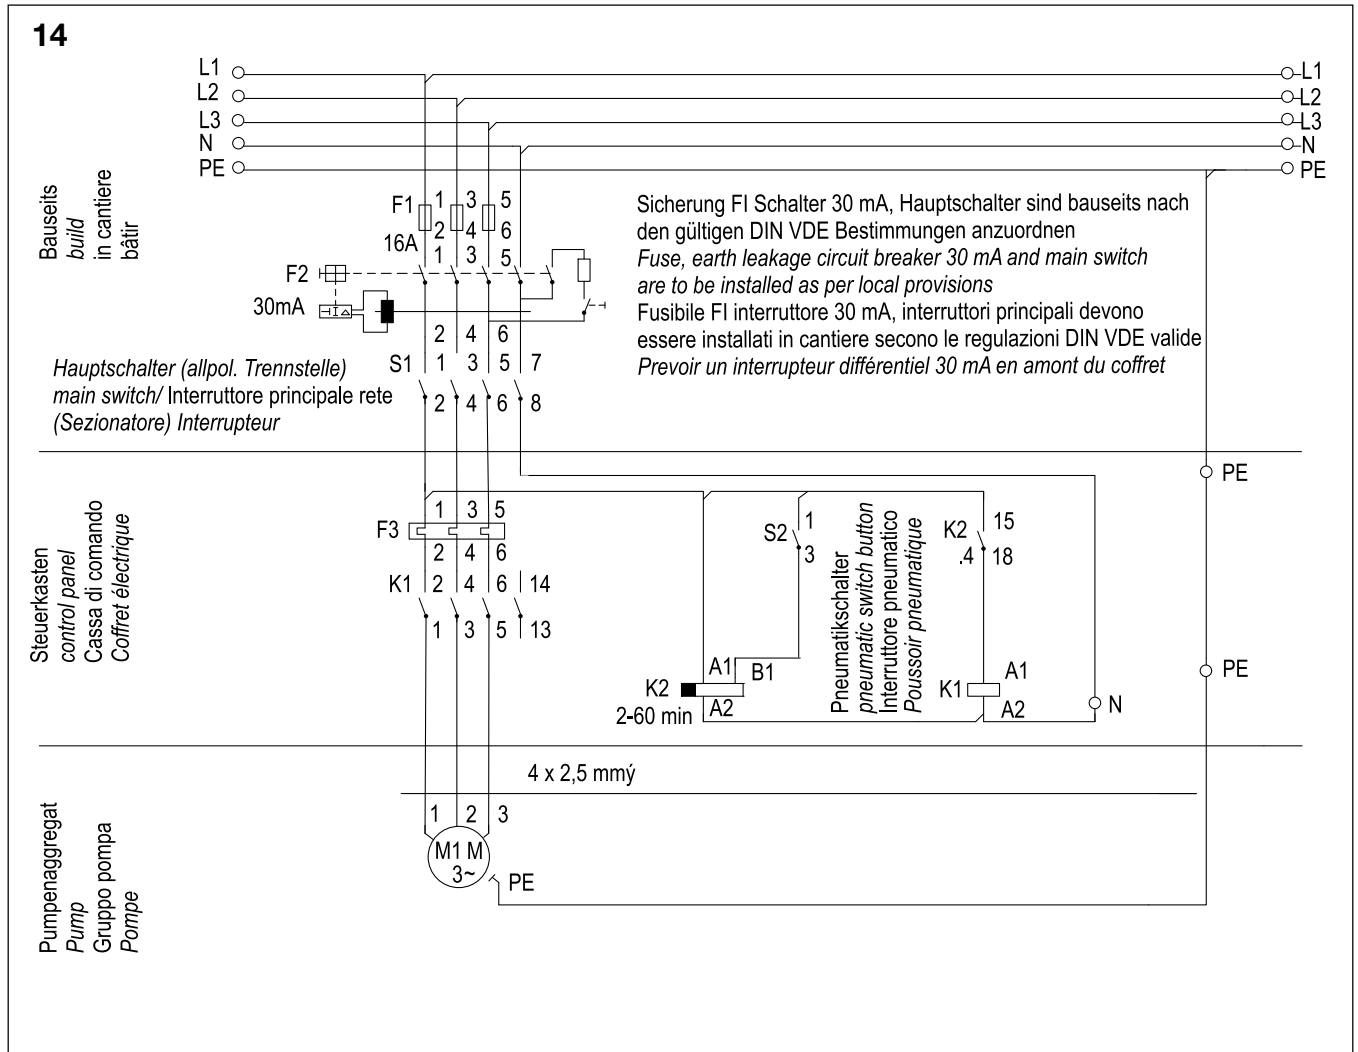 14
L1
L1
L2
L2
L3
L3
N
N
PE
PE
Bauseits
build
in cantiere
bâtir
F1 1 3 5
2 4 6
16A
1 3 5
F2
30mA
2 4 6
Sicherung FI Schalter 30 mA, Hauptschalter sind bauseits nach
den gültigen DIN VDE Bestimmungen anzuordnen
Fuse, earth leakage circuit breaker 30 mA and main switch
are to be installed as per local provisions
Fusibile FI interruttore 30 mA, interruttori principali devono
essere installati in cantiere secono le regulazioni DIN VDE valide
Prevoir un interrupteur différentiel 30 mA en amont du coffret
Hauptschalter (allpol. Trennstelle)
main switch/ Interruttore principale rete
(Sezionatore) Interrupteur
S1 1 3 5 7
2 4 6 8
Steuerkasten
control panel
Cassa di comando
Coffret électrique
PE
1 3 5
F3
2 4 6
K1 2 4 6 14
1 3 5 13
S2 1
3
K2 15
.4 18
Pneumatikschalter
pneumatic switch button
Interruttore pneumatico
Poussoir pneumatique
A1 B1
K2
A2
2-60 min
A1
K1
A2
N
PE
Pumpenaggregat
Pump
Gruppo pompa
Pompe
4 x 2,5 mmý
1 2 3
M1 M
3~
PE